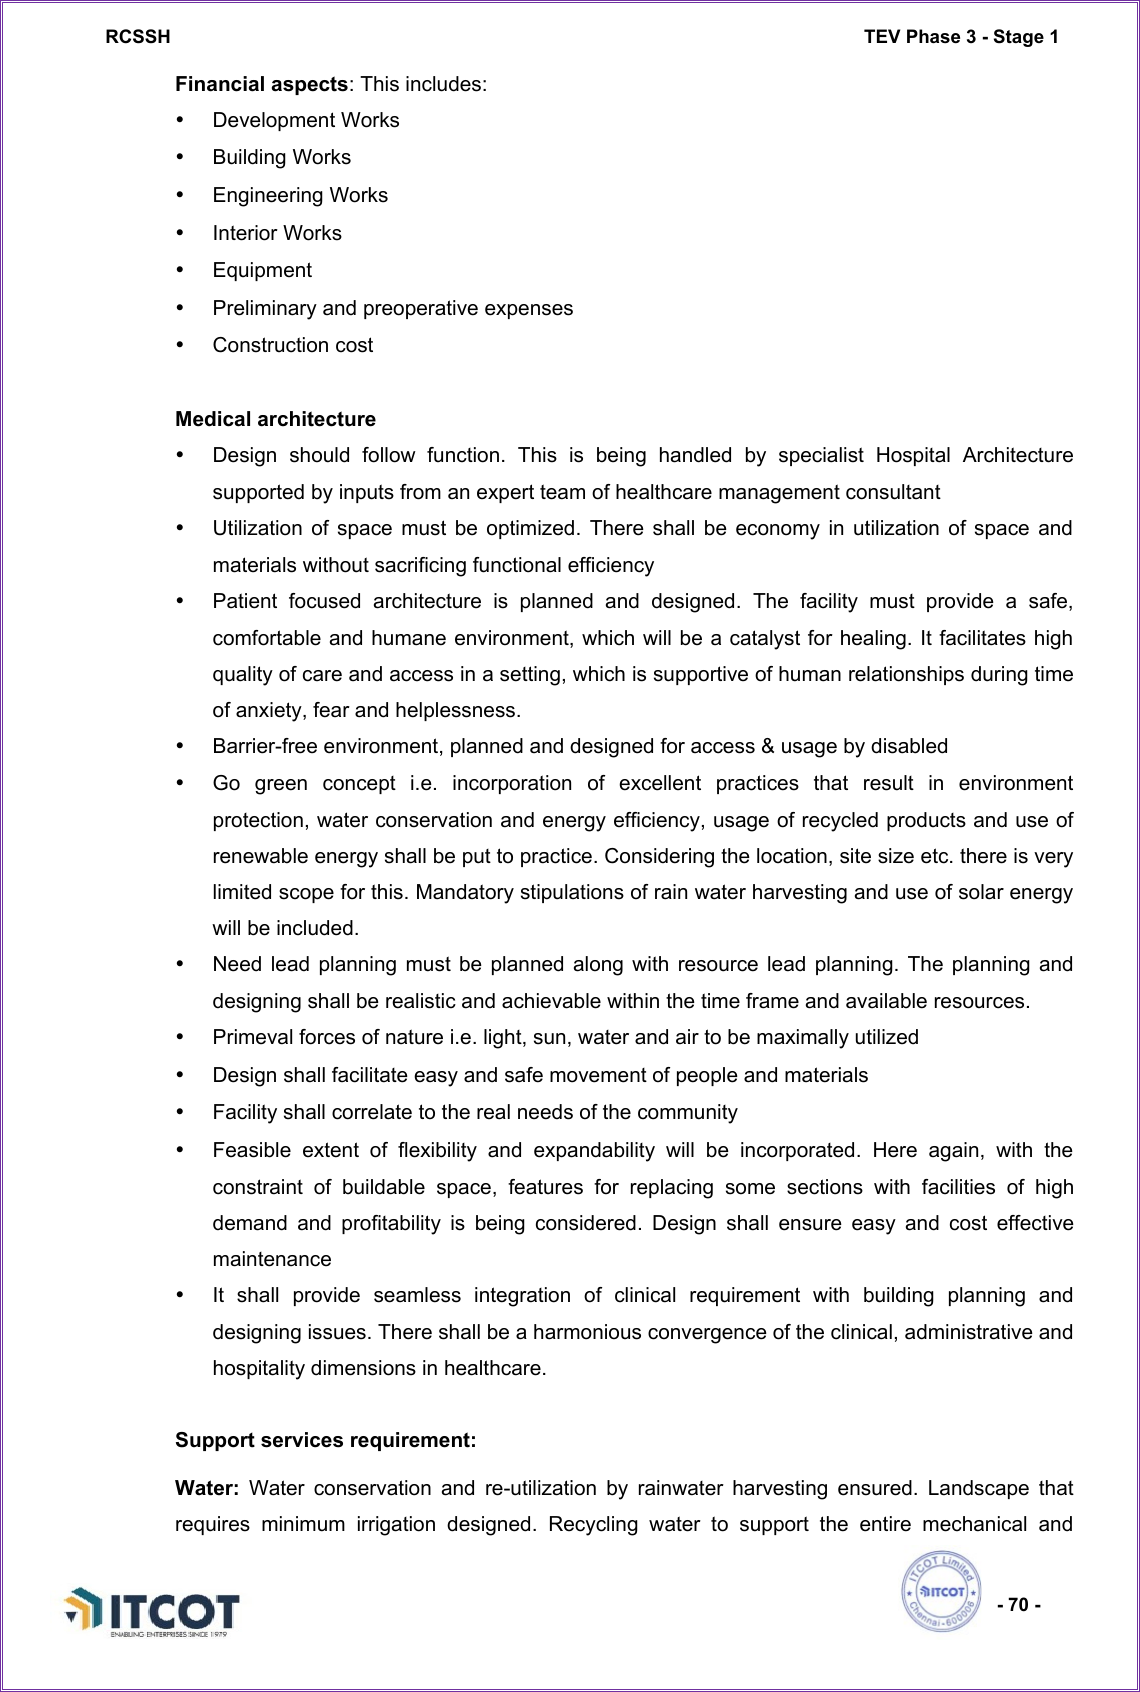 RCSSH TEV Phase 3 - Stage 1
Financial aspects: This includes:
• Development Works
• Building Works
• Engineering Works
• Interior Works
• Equipment
• Preliminary and preoperative expenses
• Construction cost
Medical architecture
• Design should follow function. This is being handled by specialist Hospital Architecture
supported by inputs from an expert team of healthcare management consultant
• Utilization of space must be optimized. There shall be economy in utilization of space and
materials without sacrificing functional efficiency
• Patient focused architecture is planned and designed. The facility must provide a safe,
comfortable and humane environment, which will be a catalyst for healing. It facilitates high
quality of care and access in a setting, which is supportive of human relationships during time
of anxiety, fear and helplessness.
• Barrier-free environment, planned and designed for access & usage by disabled
• Go green concept i.e. incorporation of excellent practices that result in environment
protection, water conservation and energy efficiency, usage of recycled products and use of
renewable energy shall be put to practice. Considering the location, site size etc. there is very
limited scope for this. Mandatory stipulations of rain water harvesting and use of solar energy
will be included.
• Need lead planning must be planned along with resource lead planning. The planning and
designing shall be realistic and achievable within the time frame and available resources.
• Primeval forces of nature i.e. light, sun, water and air to be maximally utilized
• Design shall facilitate easy and safe movement of people and materials
• Facility shall correlate to the real needs of the community
• Feasible extent of flexibility and expandability will be incorporated. Here again, with the
constraint of buildable space, features for replacing some sections with facilities of high
demand and profitability is being considered. Design shall ensure easy and cost effective
maintenance
• It shall provide seamless integration of clinical requirement with building planning and
designing issues. There shall be a harmonious convergence of the clinical, administrative and
hospitality dimensions in healthcare.
Support services requirement:
Water: Water conservation and re-utilization by rainwater harvesting ensured. Landscape that
requires minimum irrigation designed. Recycling water to support the entire mechanical and
ITCOT
ENABLING ENTERPRISES SINCE 1979
ITCOT Limited
ITCOT
Chennai-600006
- 70 -